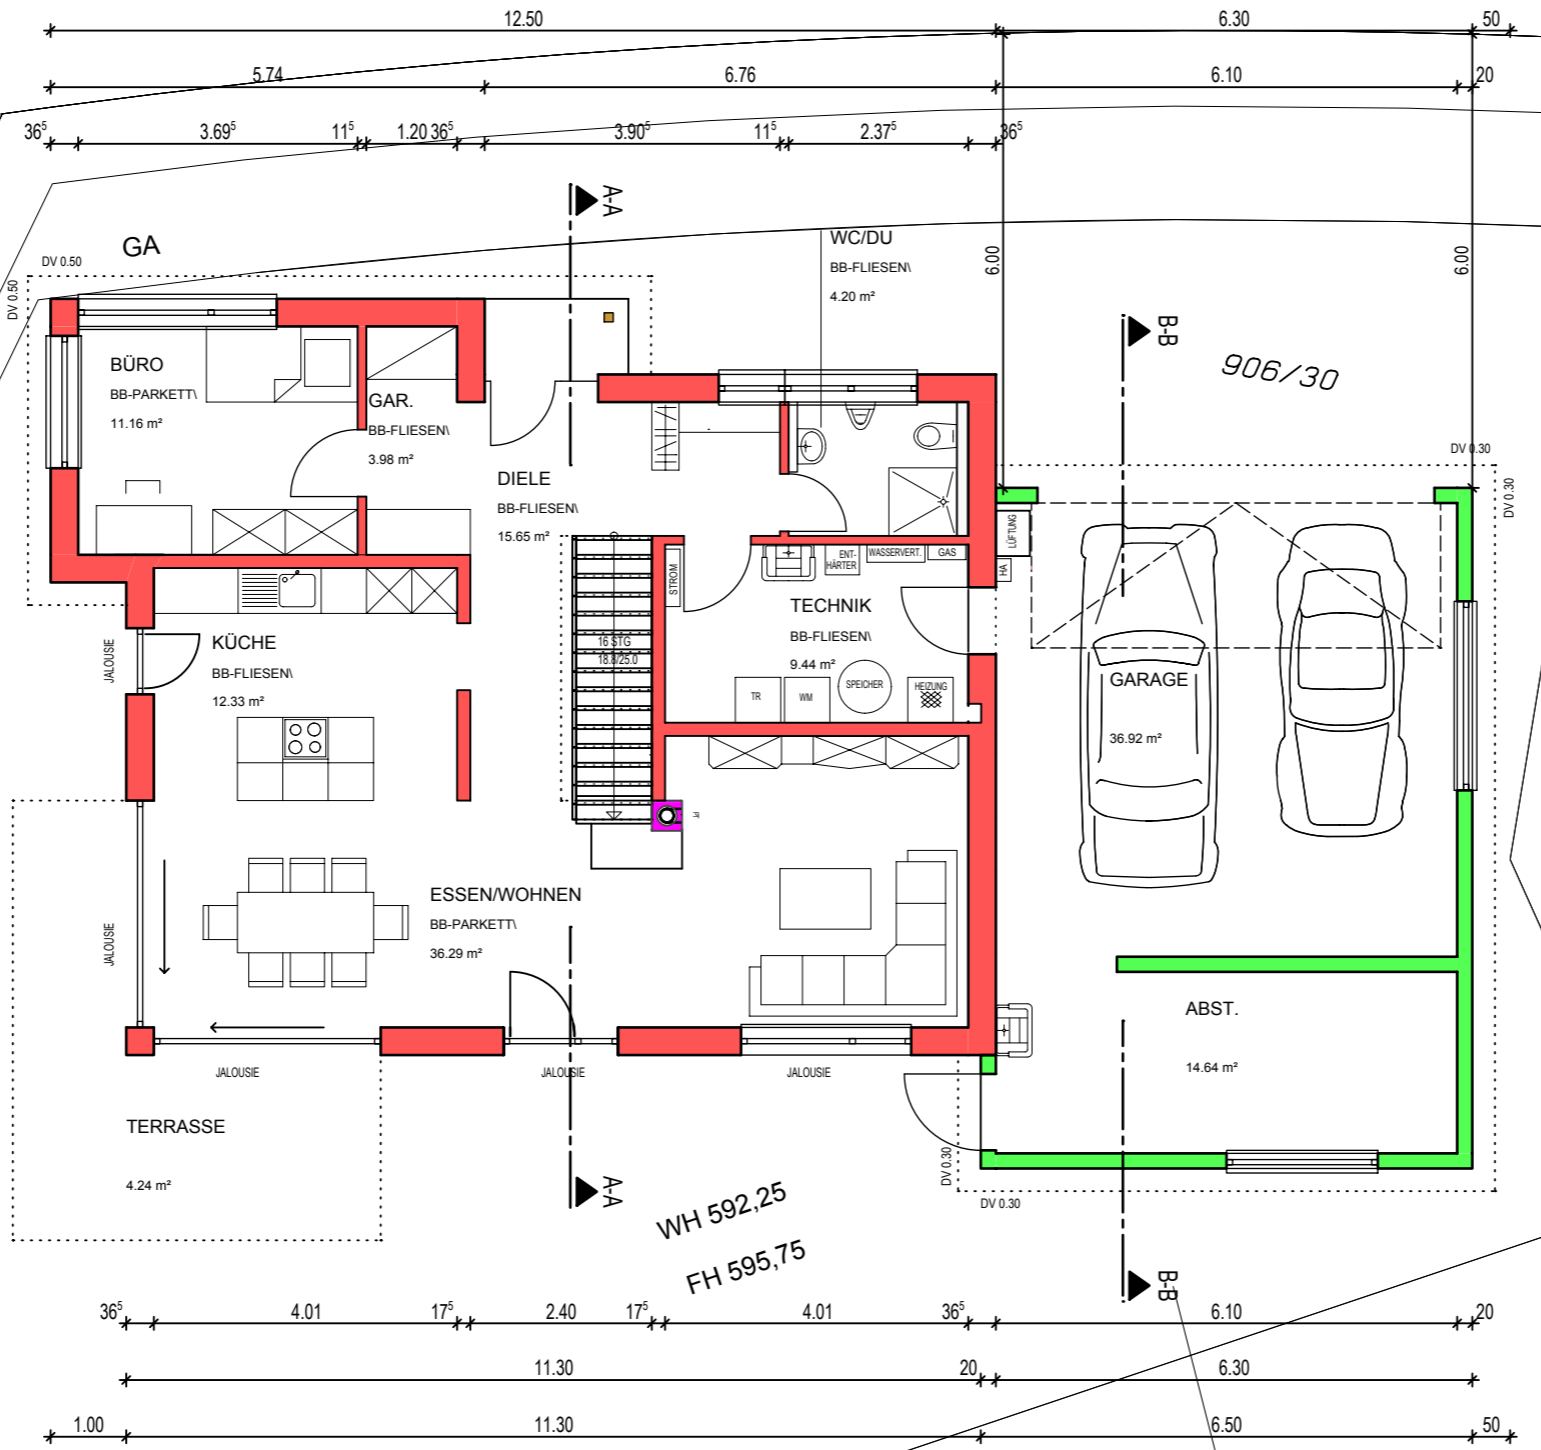 12.50 6.30 50
5.74 6.76 6.10 20
36⁵ 3.69⁵ 11⁵ 1.20 36⁵ 3.90⁵ 11⁵ 2.37⁵ 36⁵
A-A
GA
DV 0.50
DV 0.50
WC/DU
BB-FLIESEN\
4.20 m²
6.00
6.00
B-B
906/30
BÜRO
BB-PARKETT\
11.16 m²
GAR.
BB-FLIESEN\
3.98 m²
DIELE
BB-FLIESEN\
15.65 m²
DV 0.30
DV 0.30
LÜFTUNG
HA
STROM
ENT-
HÄRTER
WASSERVERT.
GAS
TECHNIK
BB-FLIESEN\
9.44 m²
TR
WM
SPEICHER
HEIZUNG
16 STG
18.8/25.0
JALOUSIE
KÜCHE
BB-FLIESEN\
12.33 m²
GARAGE
36.92 m²
ESSEN/WOHNEN
BB-PARKETT\
36.29 m²
JALOUSIE
ABST.
14.64 m²
JALOUSIE
JALOUSIE
JALOUSIE
TERRASSE
4.24 m²
A-A
WH 592,25
FH 595,75
DV 0.30
DV 0.30
B-B
36⁵ 4.01 17⁵ 2.40 17⁵ 4.01 36⁵ 6.10 20
11.30 20 6.30
1.00 11.30 6.50 50